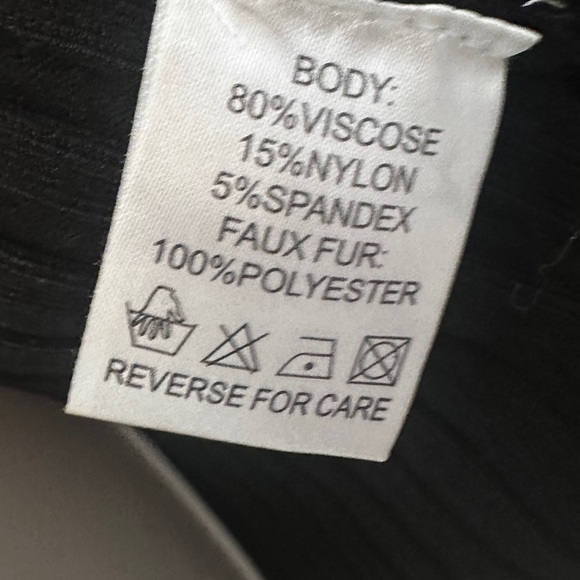 BODY:
80%VISCOSE
15%NYLON
5%SPANDEX
FAUX FUR:
100%POLYESTER
REVERSE FOR CARE